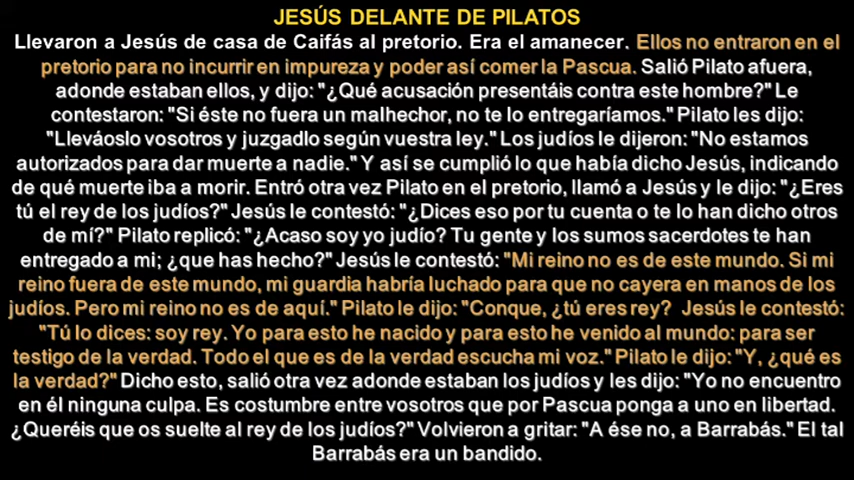 JESÚS DELANTE DE PILATOS
Llevaron a Jesús de casa de Caifás al pretorio. Era el amanecer. Ellos no entraron en el
pretorio para no incurrir en impureza y poder así comer la Pascua. Salió Pilato afuera,
adonde estaban ellos, y dijo: "¿Qué acusación presentáis contra este hombre?" Le
contestaron: "Si éste no fuera un malhechor, no te lo entregaríamos." Pilato les dijo:
"Lleváoslo vosotros y juzgadlo según vuestra ley." Los judíos le dijeron: "No estamos
autorizados para dar muerte a nadie." Y así se cumplió lo que había dicho Jesús, indicando
de qué muerte iba a morir. Entró otra vez Pilato en el pretorio, llamó a Jesús y le dijo: "¿Eres
tú el rey de los judíos?" Jesús le contestó: "¿Dices eso por tu cuenta o te lo han dicho otros
de mí?" Pilato replicó: "¿Acaso soy yo judío? Tu gente y los sumos sacerdotes te han
entregado a mi; ¿que has hecho?" Jesús le contestó: "Mi reino no es de este mundo. Si mi
reino fuera de este mundo, mi guardia habría luchado para que no cayera en manos de los
judíos. Pero mi reino no es de aquí." Pilato le dijo: "Conque, ¿tú eres rey? Jesús le contestó:
"Tú lo dices: soy rey. Yo para esto he nacido y para esto he venido al mundo: para ser
testigo de la verdad. Todo el que es de la verdad escucha mi voz." Pilato le dijo: "Y, ¿qué es
la verdad?" Dicho esto, salió otra vez adonde estaban los judíos y les dijo: "Yo no encuentro
en él ninguna culpa. Es costumbre entre vosotros que por Pascua ponga a uno en libertad.
¿Queréis que os suelte al rey de los judíos?" Volvieron a gritar: "A ése no, a Barrabás." El tal
Barrabás era un bandido.